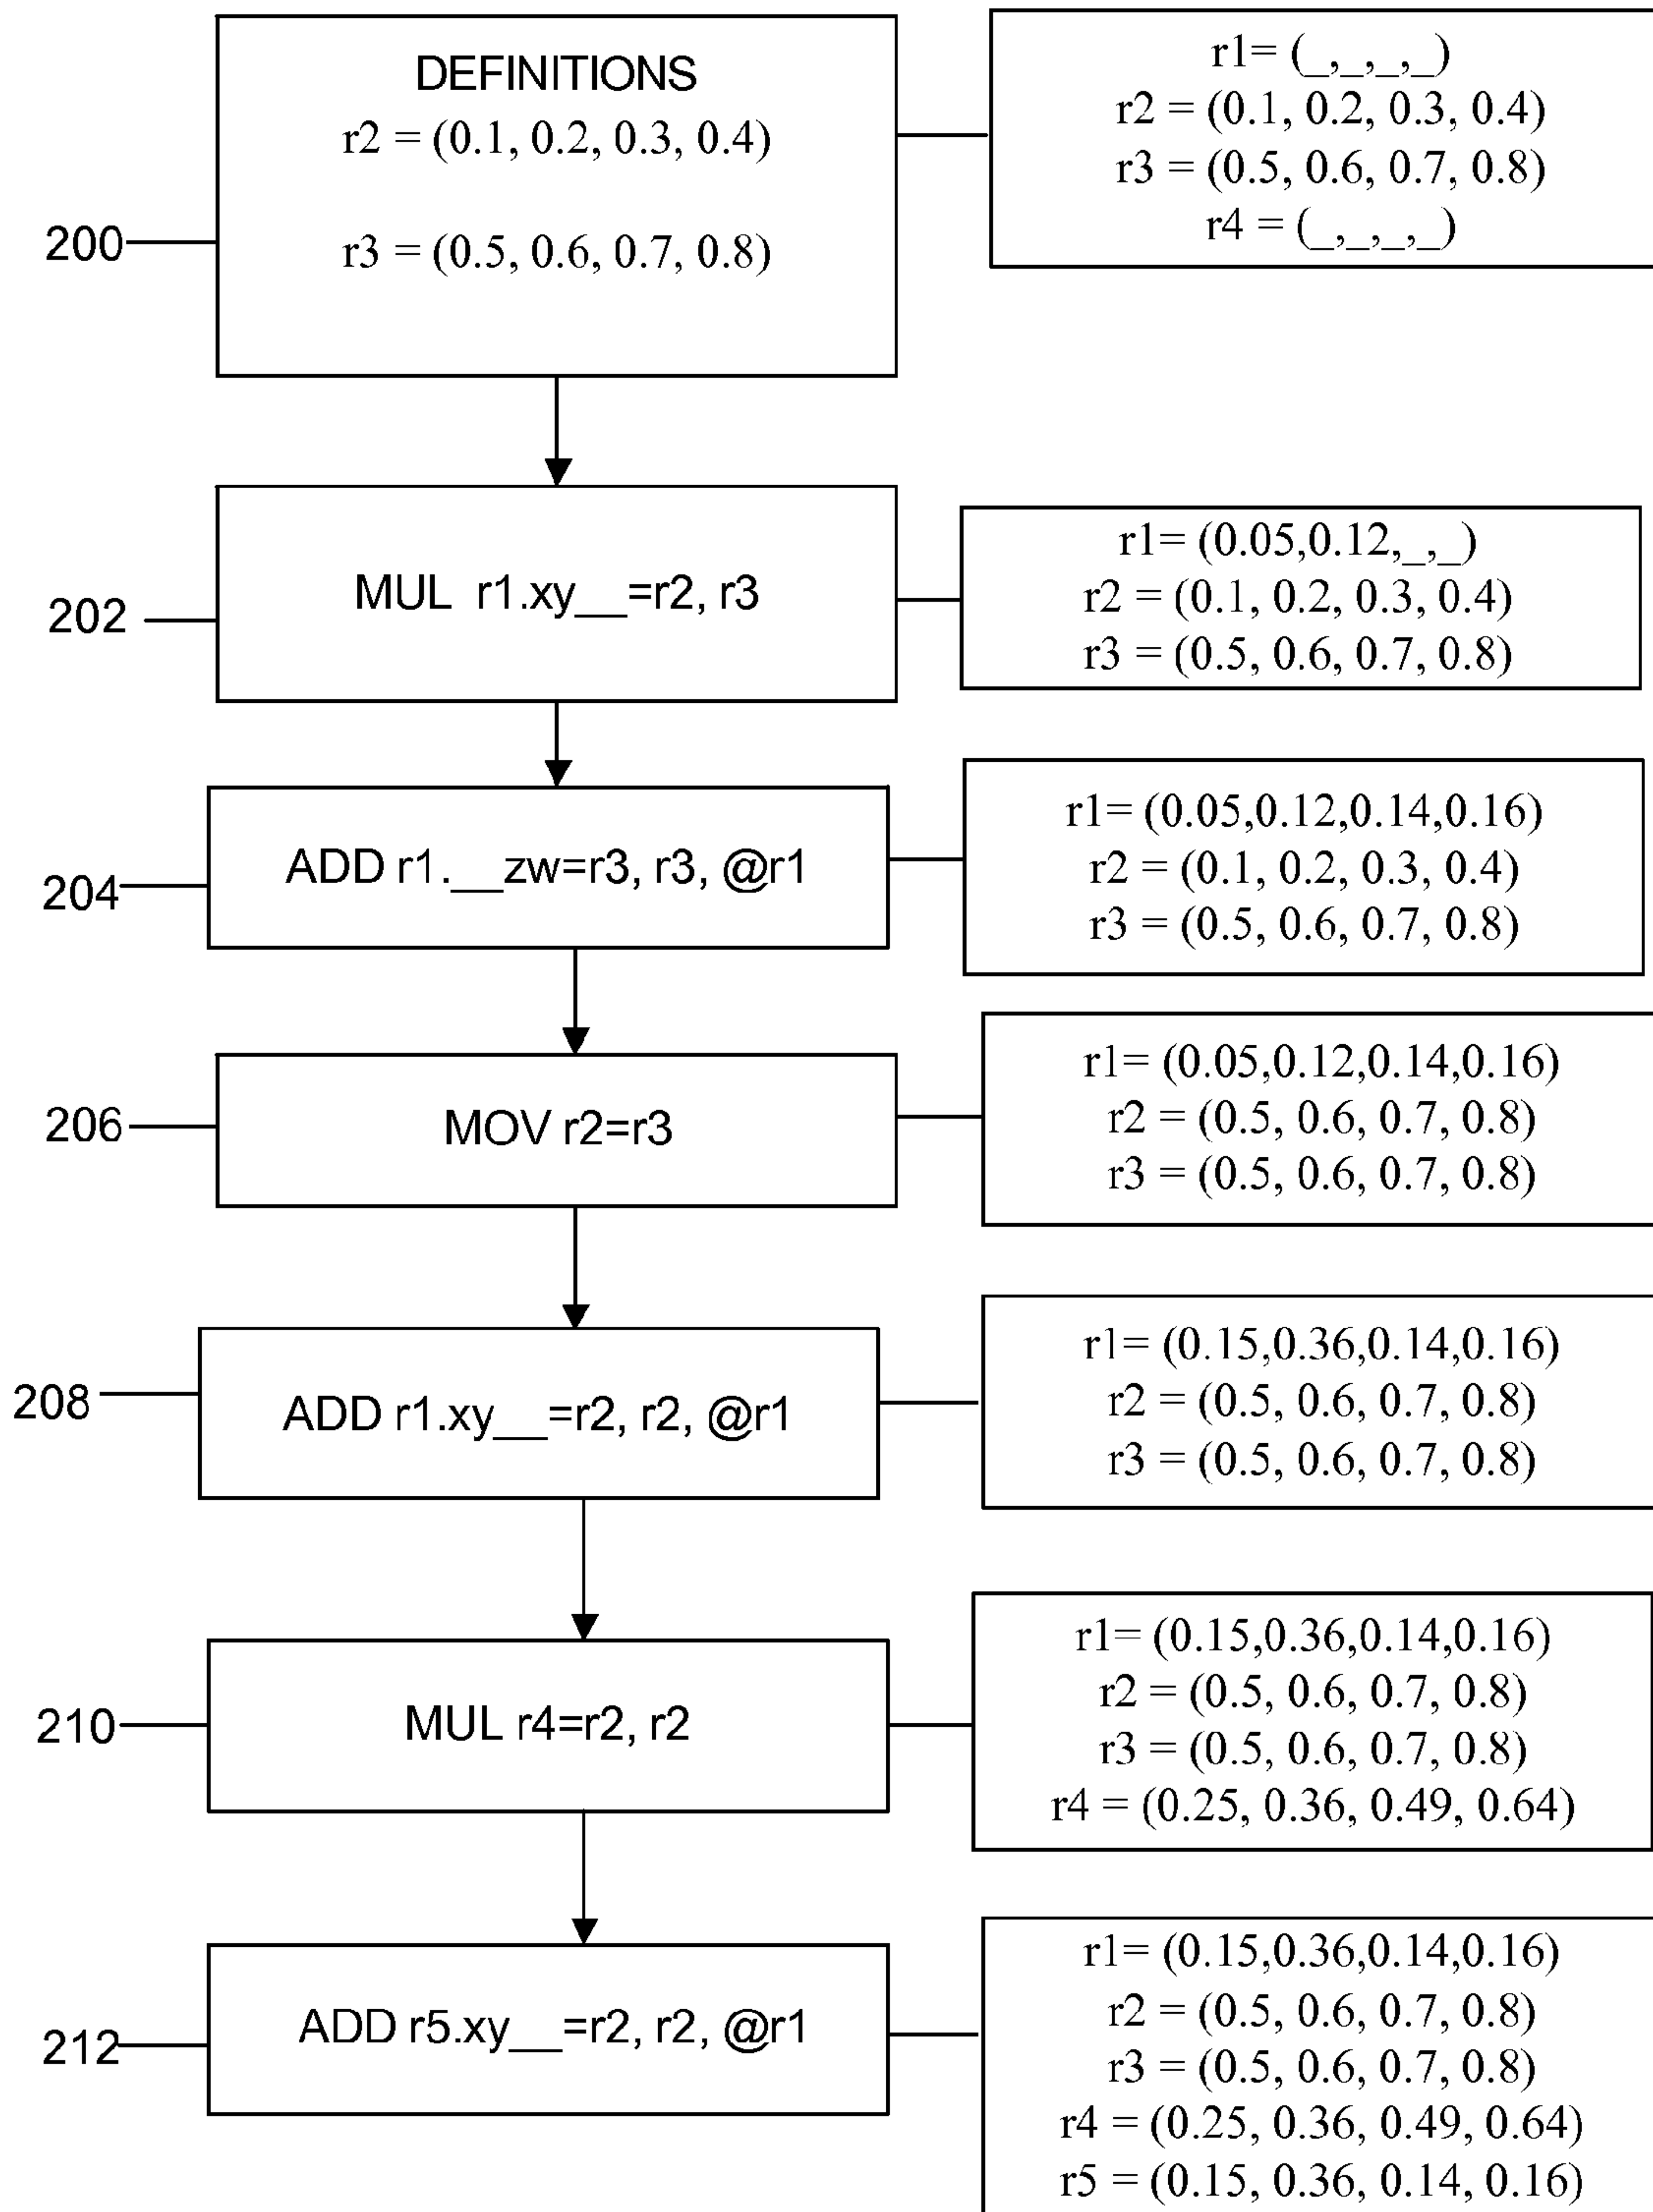 DEFINITIONS
r2 = (0.1, 0.2, 0.3, 0.4)
r3 = (0.5, 0.6, 0.7, 0.8)
200
r1= (_,_,_,_)
r2 = (0.1, 0.2, 0.3, 0.4)
r3 = (0.5, 0.6, 0.7, 0.8)
r4 = (_,_,_,_)
202
MUL r1.xy__=r2, r3
r1= (0.05,0.12,_,_)
r2 = (0.1, 0.2, 0.3, 0.4)
r3 = (0.5, 0.6, 0.7, 0.8)
204
ADD r1.__zw=r3, r3, @r1
r1= (0.05,0.12,0.14,0.16)
r2 = (0.1, 0.2, 0.3, 0.4)
r3 = (0.5, 0.6, 0.7, 0.8)
206
MOV r2=r3
r1= (0.05,0.12,0.14,0.16)
r2 = (0.5, 0.6, 0.7, 0.8)
r3 = (0.5, 0.6, 0.7, 0.8)
208
ADD r1.xy__=r2, r2, @r1
r1= (0.15,0.36,0.14,0.16)
r2 = (0.5, 0.6, 0.7, 0.8)
r3 = (0.5, 0.6, 0.7, 0.8)
210
MUL r4=r2, r2
r1= (0.15,0.36,0.14,0.16)
r2 = (0.5, 0.6, 0.7, 0.8)
r3 = (0.5, 0.6, 0.7, 0.8)
r4 = (0.25, 0.36, 0.49, 0.64)
212
ADD r5.xy__=r2, r2, @r1
r1= (0.15,0.36,0.14,0.16)
r2 = (0.5, 0.6, 0.7, 0.8)
r3 = (0.5, 0.6, 0.7, 0.8)
r4 = (0.25, 0.36, 0.49, 0.64)
r5 = (0.15, 0.36, 0.14, 0.16)